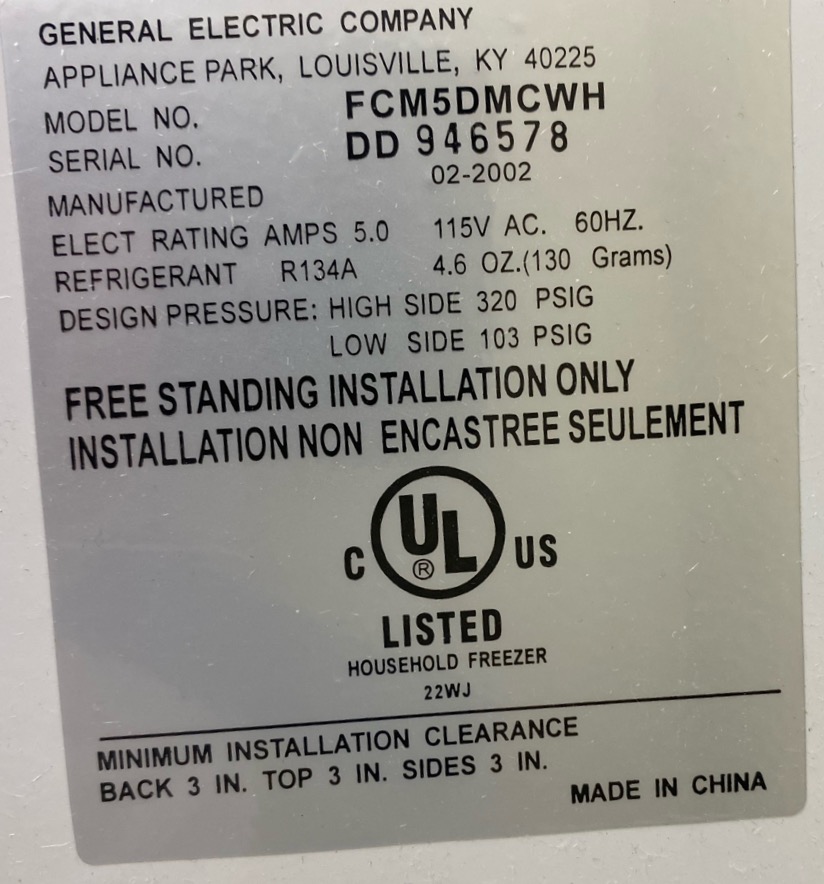 GENERAL ELECTRIC COMPANY
APPLIANCE PARK, LOUISVILLE, KY 40225
MODEL NO. FCM5DMCWH
SERIAL NO. DD 946578
MANUFACTURED 02-2002
ELECT RATING AMPS 5.0 115V AC. 60HZ.
REFRIGERANT R134A 4.6 OZ.(130 Grams)
DESIGN PRESSURE: HIGH SIDE 320 PSIG
LOW SIDE 103 PSIG
FREE STANDING INSTALLATION ONLY
INSTALLATION NON ENCASTREE SEULEMENT
C UL® US
LISTED
HOUSEHOLD FREEZER
22WJ
MINIMUM INSTALLATION CLEARANCE
BACK 3 IN. TOP 3 IN. SIDES 3 IN.
MADE IN CHINA